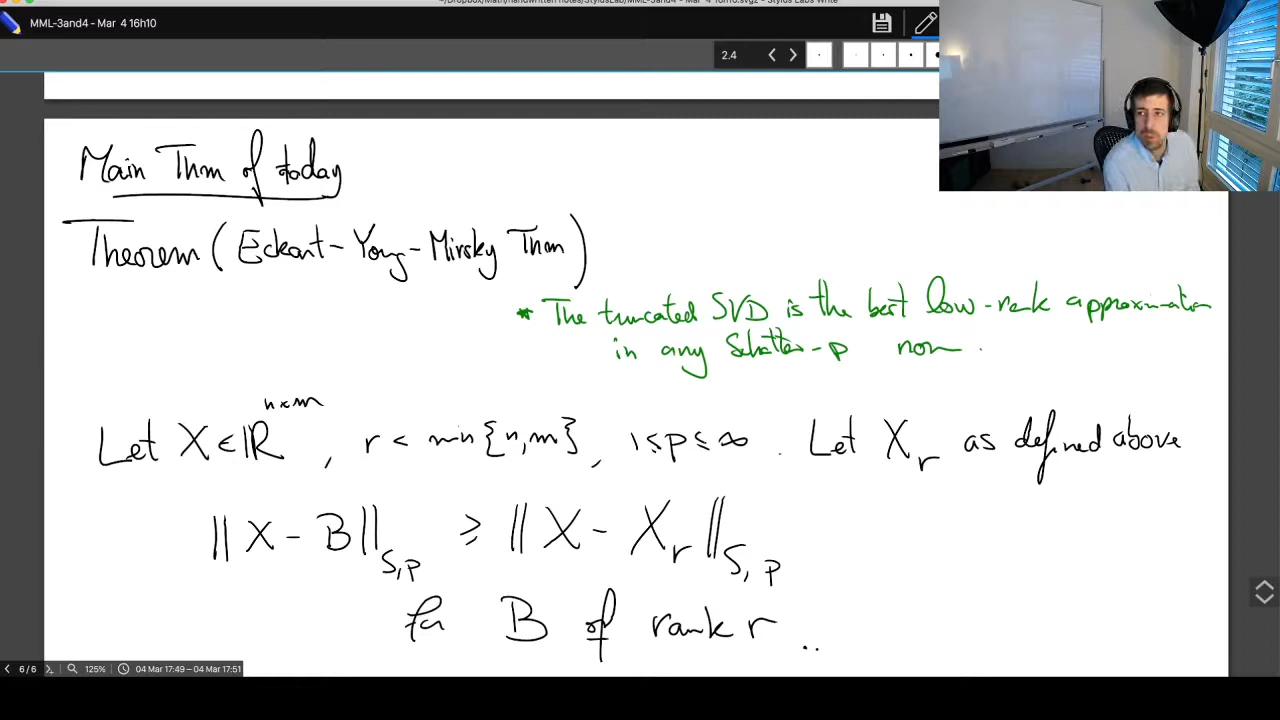 MML-3and4 - Mar 4 16h10
2.4
Main Thm of today
Theorem (Eckart-Young-Mirsky Thm)
* The truncated SVD is the best low-rank approximation
in any Schatten-p norm
Let X ∈ ℝ^{n×m}, r < min{n,m}, 1≤p≤∞. Let X_r as defined above
||X - B||_{S,p} ≥ ||X - X_r||_{S,p}
for B of rank r ..
6/6 125% 04 Mar 17:49 - 04 Mar 17:51